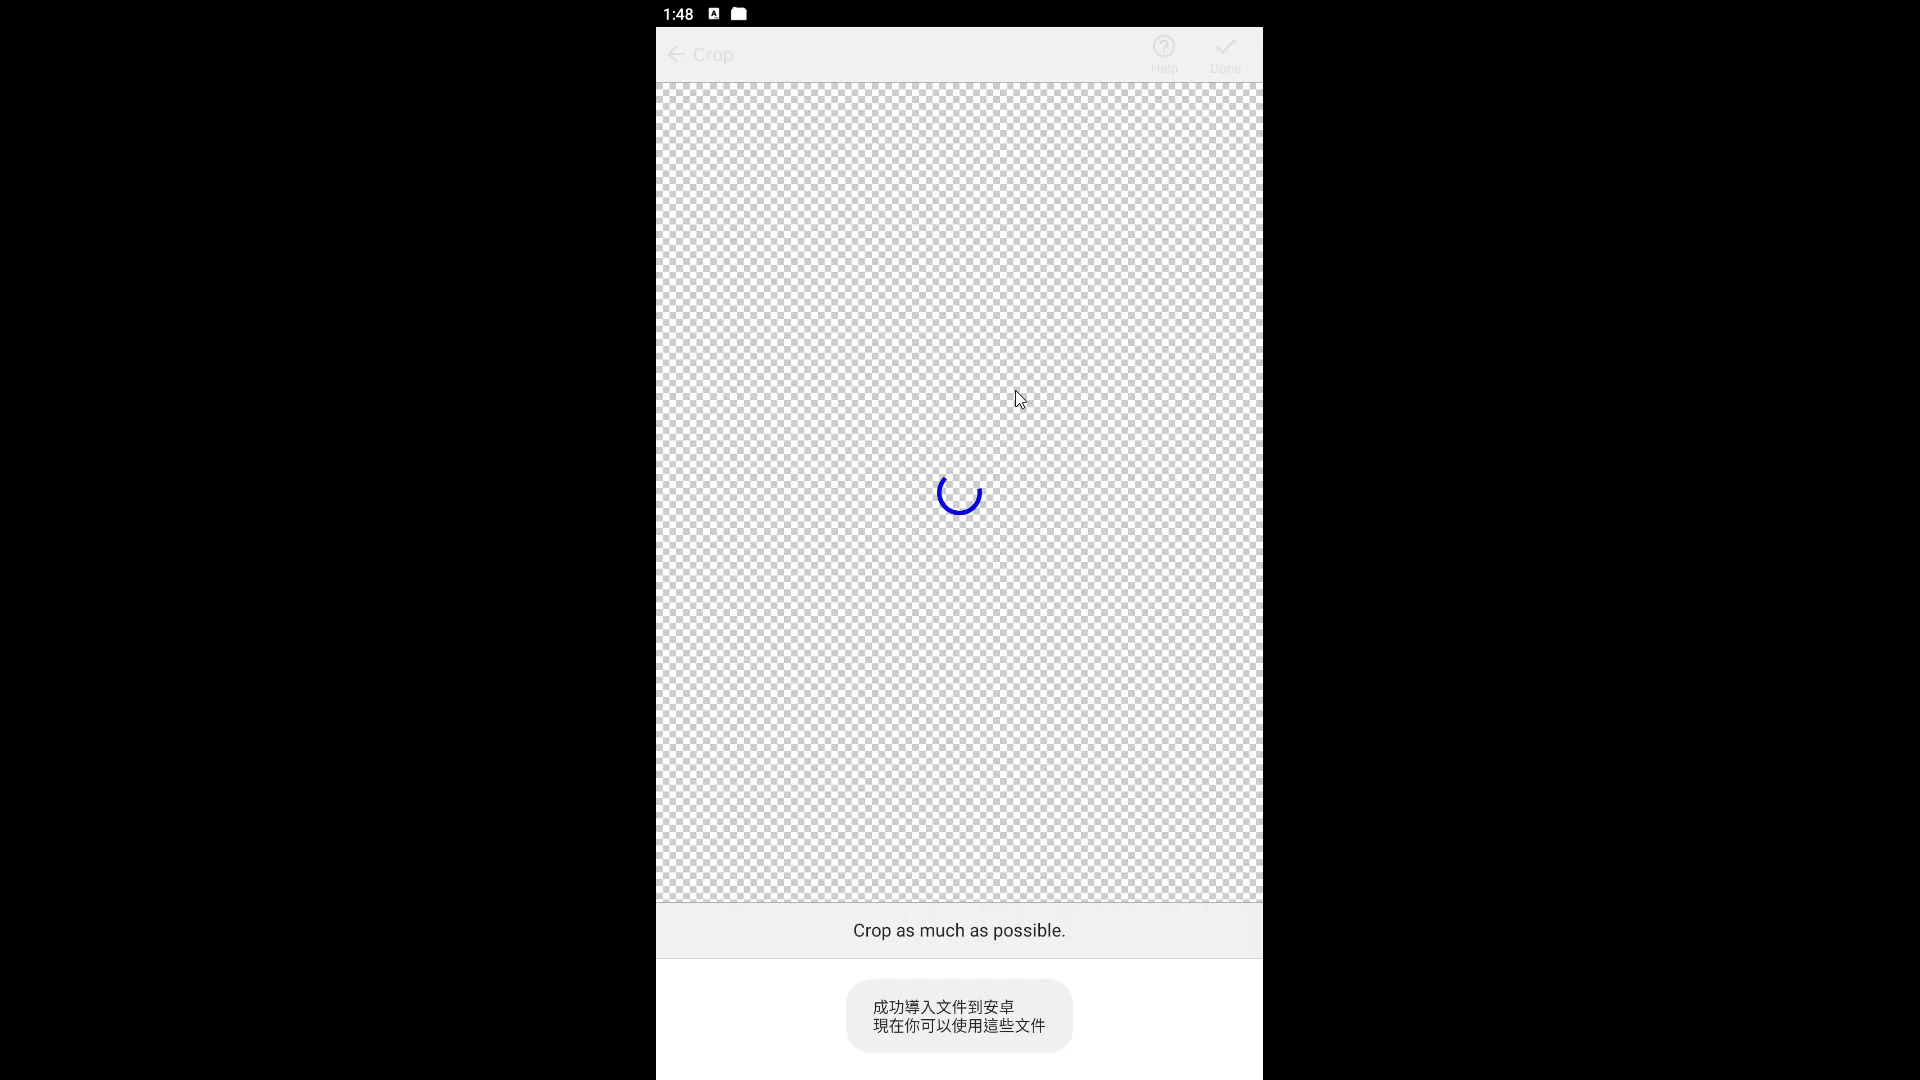 1:48
Crop
Help
Done
Crop as much as possible.
成功導入文件到安卓
現在你可以使用這些文件